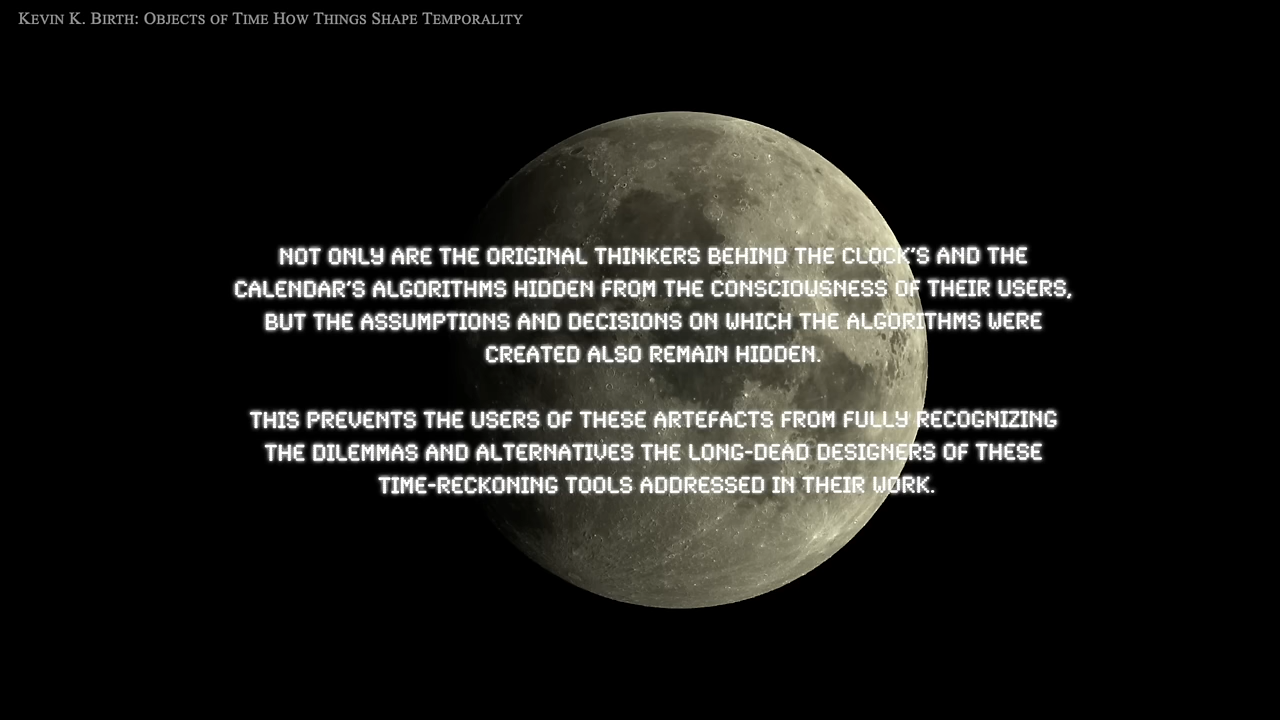 Kevin K. Birth: Objects of Time How Things Shape Temporality
NOT ONLY ARE THE ORIGINAL THINKERS BEHIND THE CLOCK'S AND THE
CALENDAR'S ALGORITHMS HIDDEN FROM THE CONSCIOUSNESS OF THEIR USERS,
BUT THE ASSUMPTIONS AND DECISIONS ON WHICH THE ALGORITHMS WERE
CREATED ALSO REMAIN HIDDEN.
THIS PREVENTS THE USERS OF THESE ARTEFACTS FROM FULLY RECOGNIZING
THE DILEMMAS AND ALTERNATIVES THE LONG-DEAD DESIGNERS OF THESE
TIME-RECKONING TOOLS ADDRESSED IN THEIR WORK.